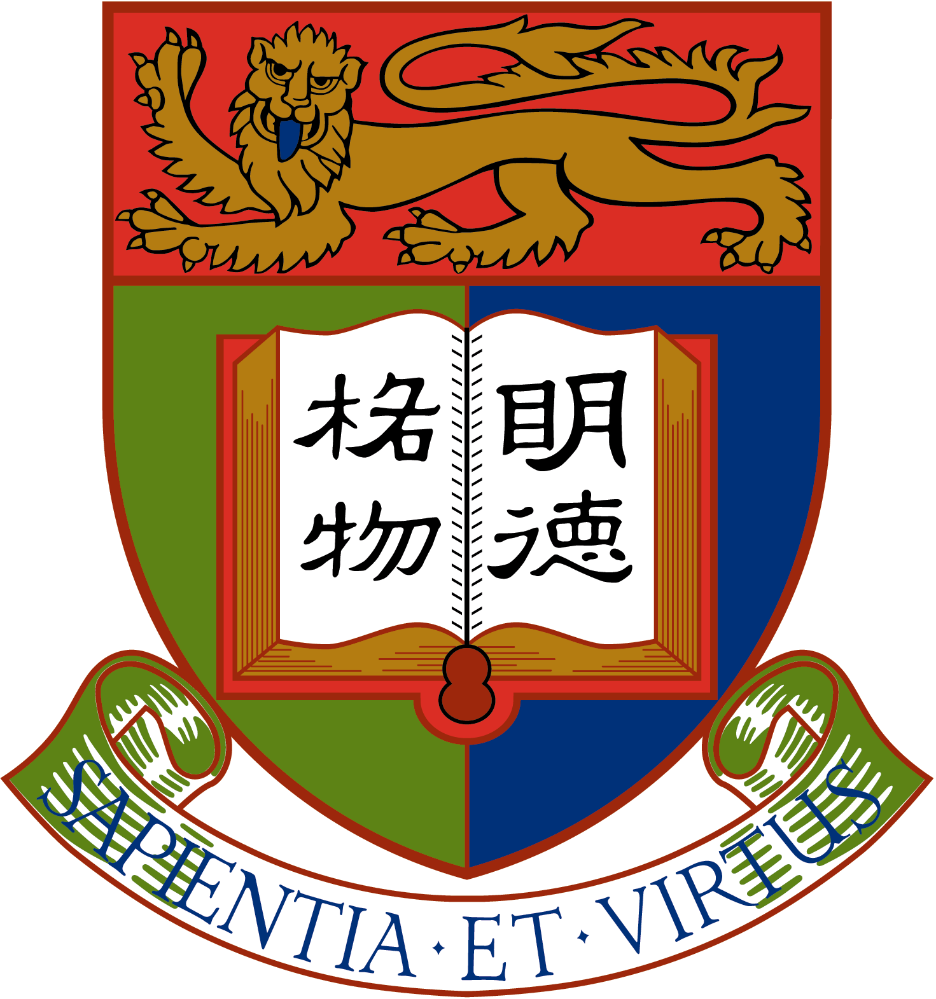 明德
格物
SAPIENTIA · ET · VIRTUS